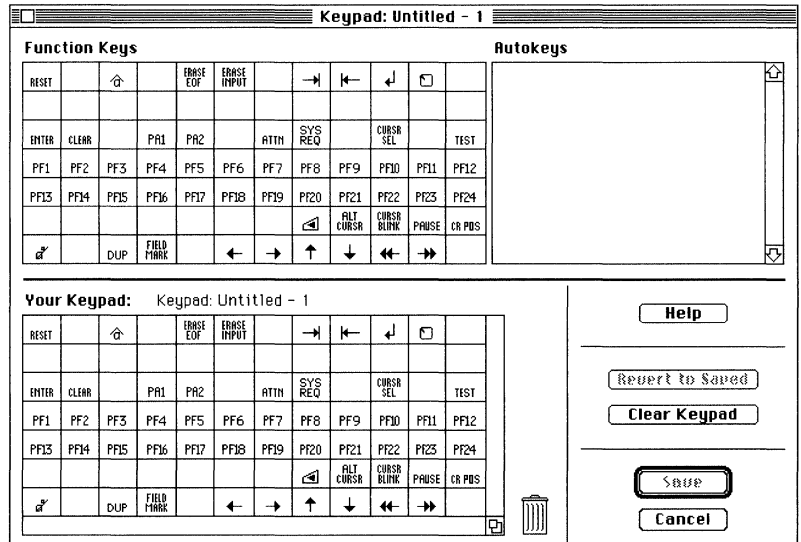 Keypad: Untitled - 1
Function Keys
Autokeys
RESET ERASE EOF ERASE INPUT
ENTER CLEAR PA1 PA2 ATTN SYS REQ CURSR SEL TEST
PF1 PF2 PF3 PF4 PF5 PF6 PF7 PF8 PF9 PF10 PF11 PF12
PF13 PF14 PF15 PF16 PF17 PF18 PF19 PF20 PF21 PF22 PF23 PF24
ALT CURSR CURSR BLINK PAUSE CR POS
DUP FIELD MARK
Your Keypad: Keypad: Untitled - 1
RESET ERASE EOF ERASE INPUT
ENTER CLEAR PA1 PA2 ATTN SYS REQ CURSR SEL TEST
PF1 PF2 PF3 PF4 PF5 PF6 PF7 PF8 PF9 PF10 PF11 PF12
PF13 PF14 PF15 PF16 PF17 PF18 PF19 PF20 PF21 PF22 PF23 PF24
ALT CURSR CURSR BLINK PAUSE CR POS
DUP FIELD MARK
Help
Revert to Saved
Clear Keypad
Save
Cancel